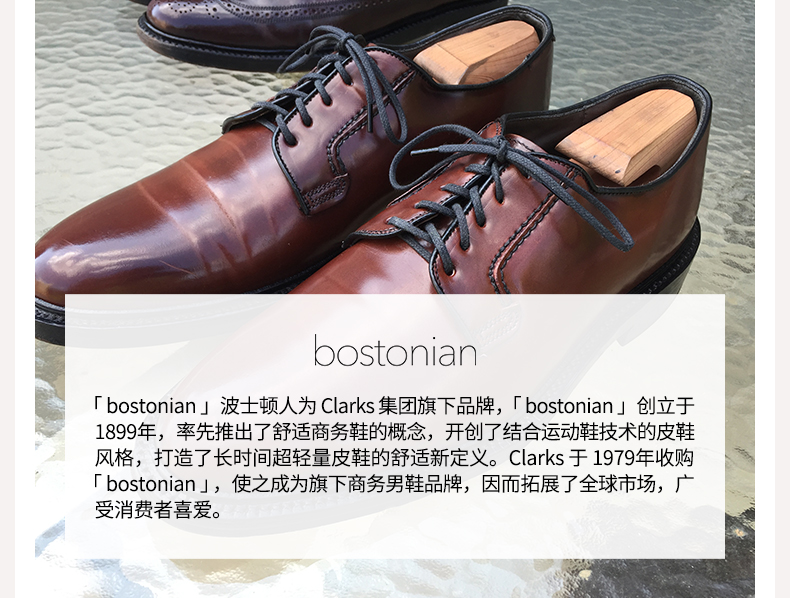 bostonian
「 bostonian 」波士顿人为 Clarks 集团旗下品牌，「 bostonian 」创立于
1899年，率先推出了舒适商务鞋的概念，开创了结合运动鞋技术的皮鞋
风格，打造了长时间超轻量皮鞋的舒适新定义。Clarks 于 1979年收购
「 bostonian 」，使之成为旗下商务男鞋品牌，因而拓展了全球市场，广
受消费者喜爱。